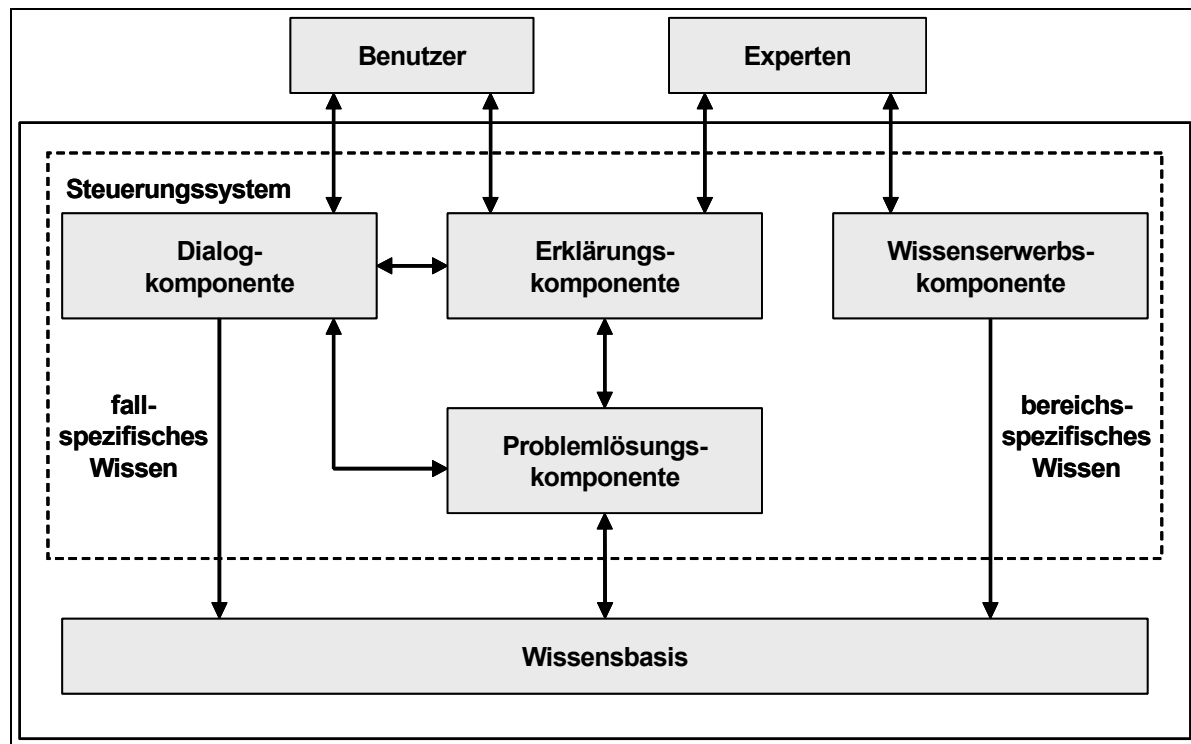 Benutzer
Experten
Steuerungssystem
Dialog-
komponente
Erklärungs-
komponente
Wissenserwerbs-
komponente
fall-
spezifisches
Wissen
Problemlösungs-
komponente
bereichs-
spezifisches
Wissen
Wissensbasis